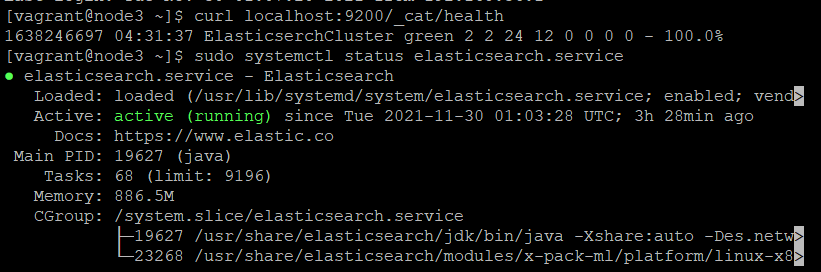 [vagrant@node3 ~]$ curl localhost:9200/_cat/health
1638246697 04:31:37 ElasticserchCluster green 2 2 24 12 0 0 0 0 - 100.0%
[vagrant@node3 ~]$ sudo systemctl status elasticsearch.service
● elasticsearch.service - Elasticsearch
Loaded: loaded (/usr/lib/systemd/system/elasticsearch.service; enabled; vend>
Active: active (running) since Tue 2021-11-30 01:03:28 UTC; 3h 28min ago
Docs: https://www.elastic.co
Main PID: 19627 (java)
Tasks: 68 (limit: 9196)
Memory: 886.5M
CGroup: /system.slice/elasticsearch.service
├─19627 /usr/share/elasticsearch/jdk/bin/java -Xshare:auto -Des.netw>
└─23268 /usr/share/elasticsearch/modules/x-pack-ml/platform/linux-x8>